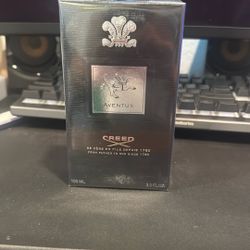 AVENTUS
CREED
DE PÈRE EN FILS DEPUIS 1760
FROM FATHER TO SON SINCE 1760
100 ML
3.3 FL.OZ